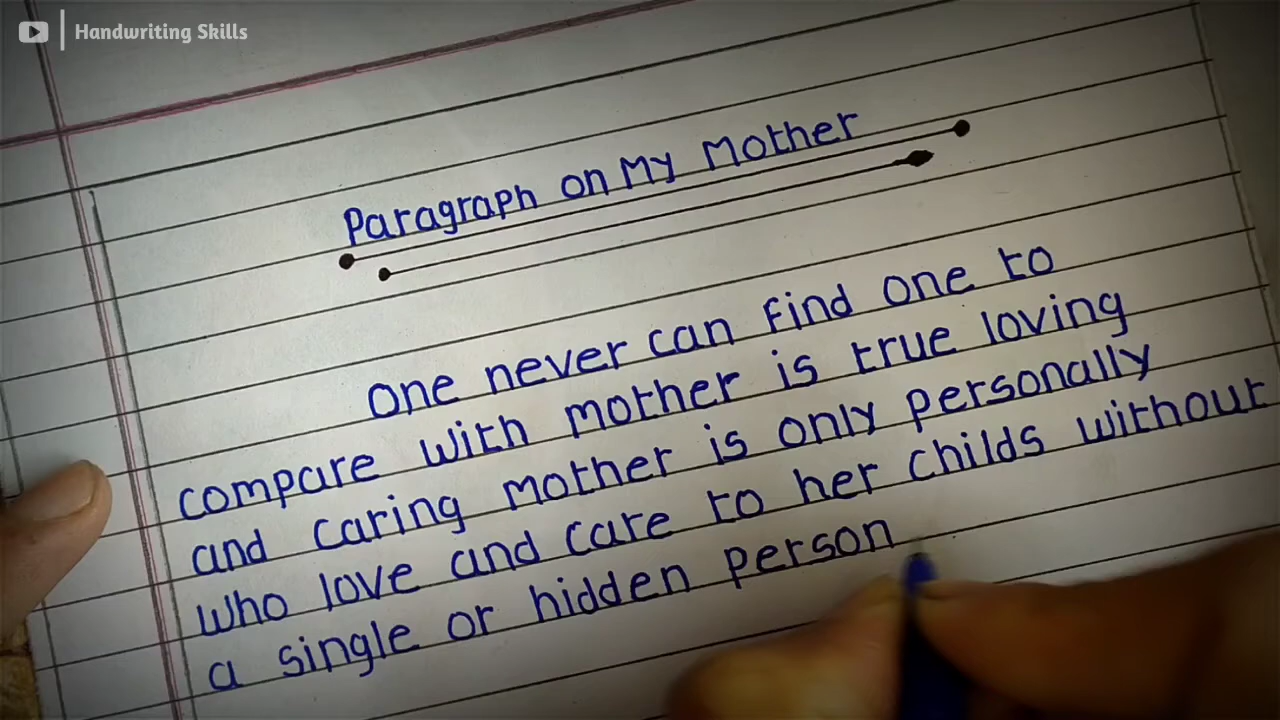 Handwriting Skills
Paragraph on My Mother
One never can find one to
compare with mother is true loving
and caring mother is only personally
who love and care to her childs without
a single or hidden person